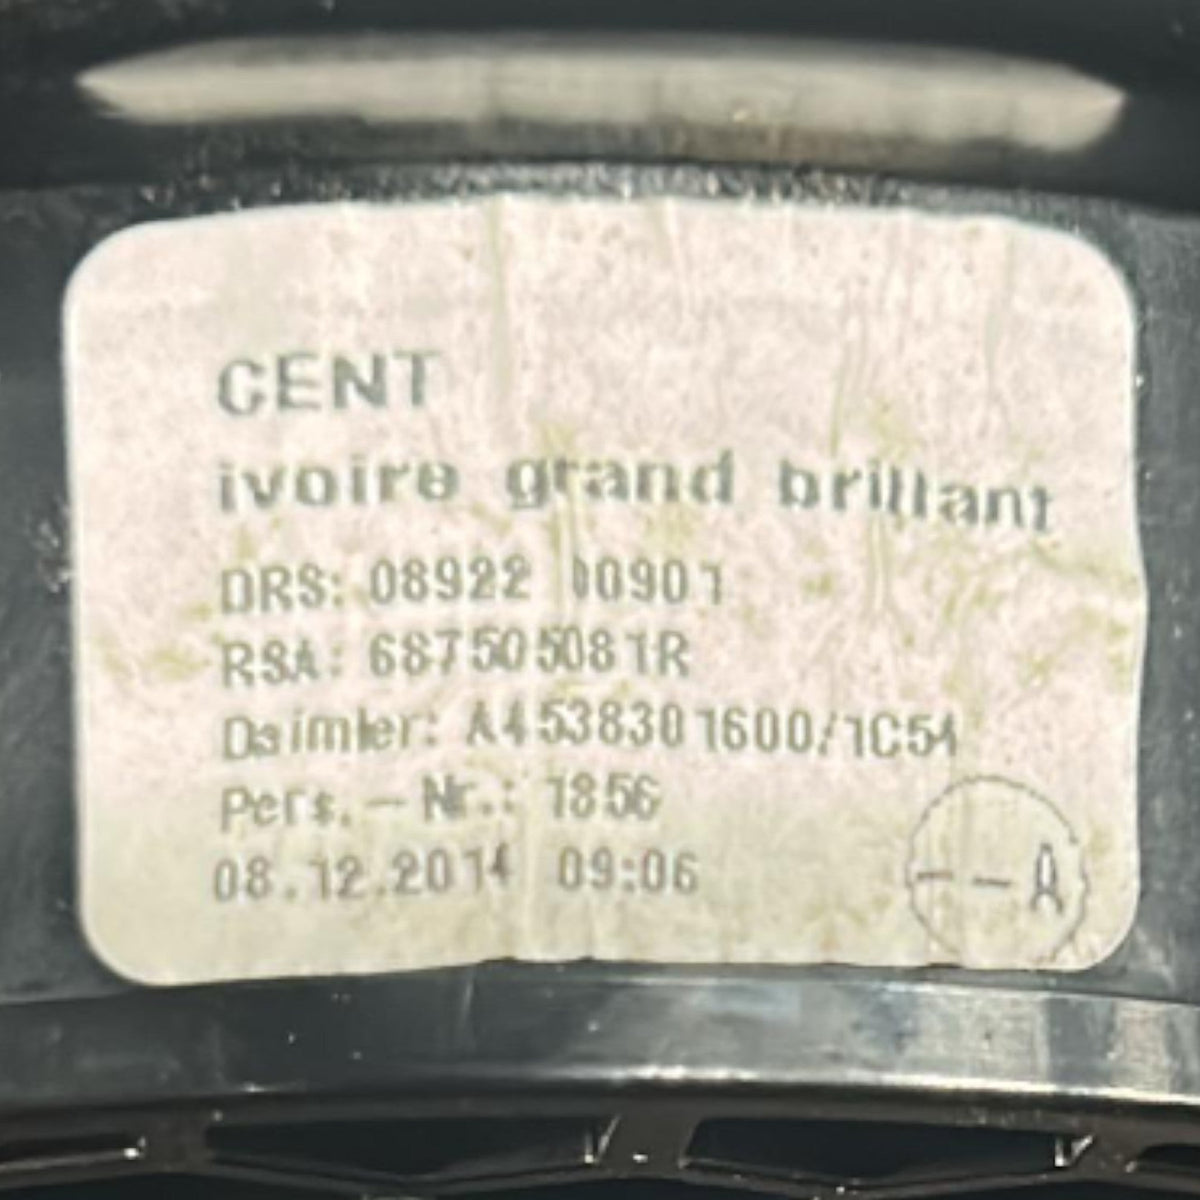 CENT
ivoire grand brillant
DRS: 08922 10901
RSA: 687505081R
Daimler: A4538301600/1C54
Pers.-Nr.: 1856
08.12.2014 09:06
--A